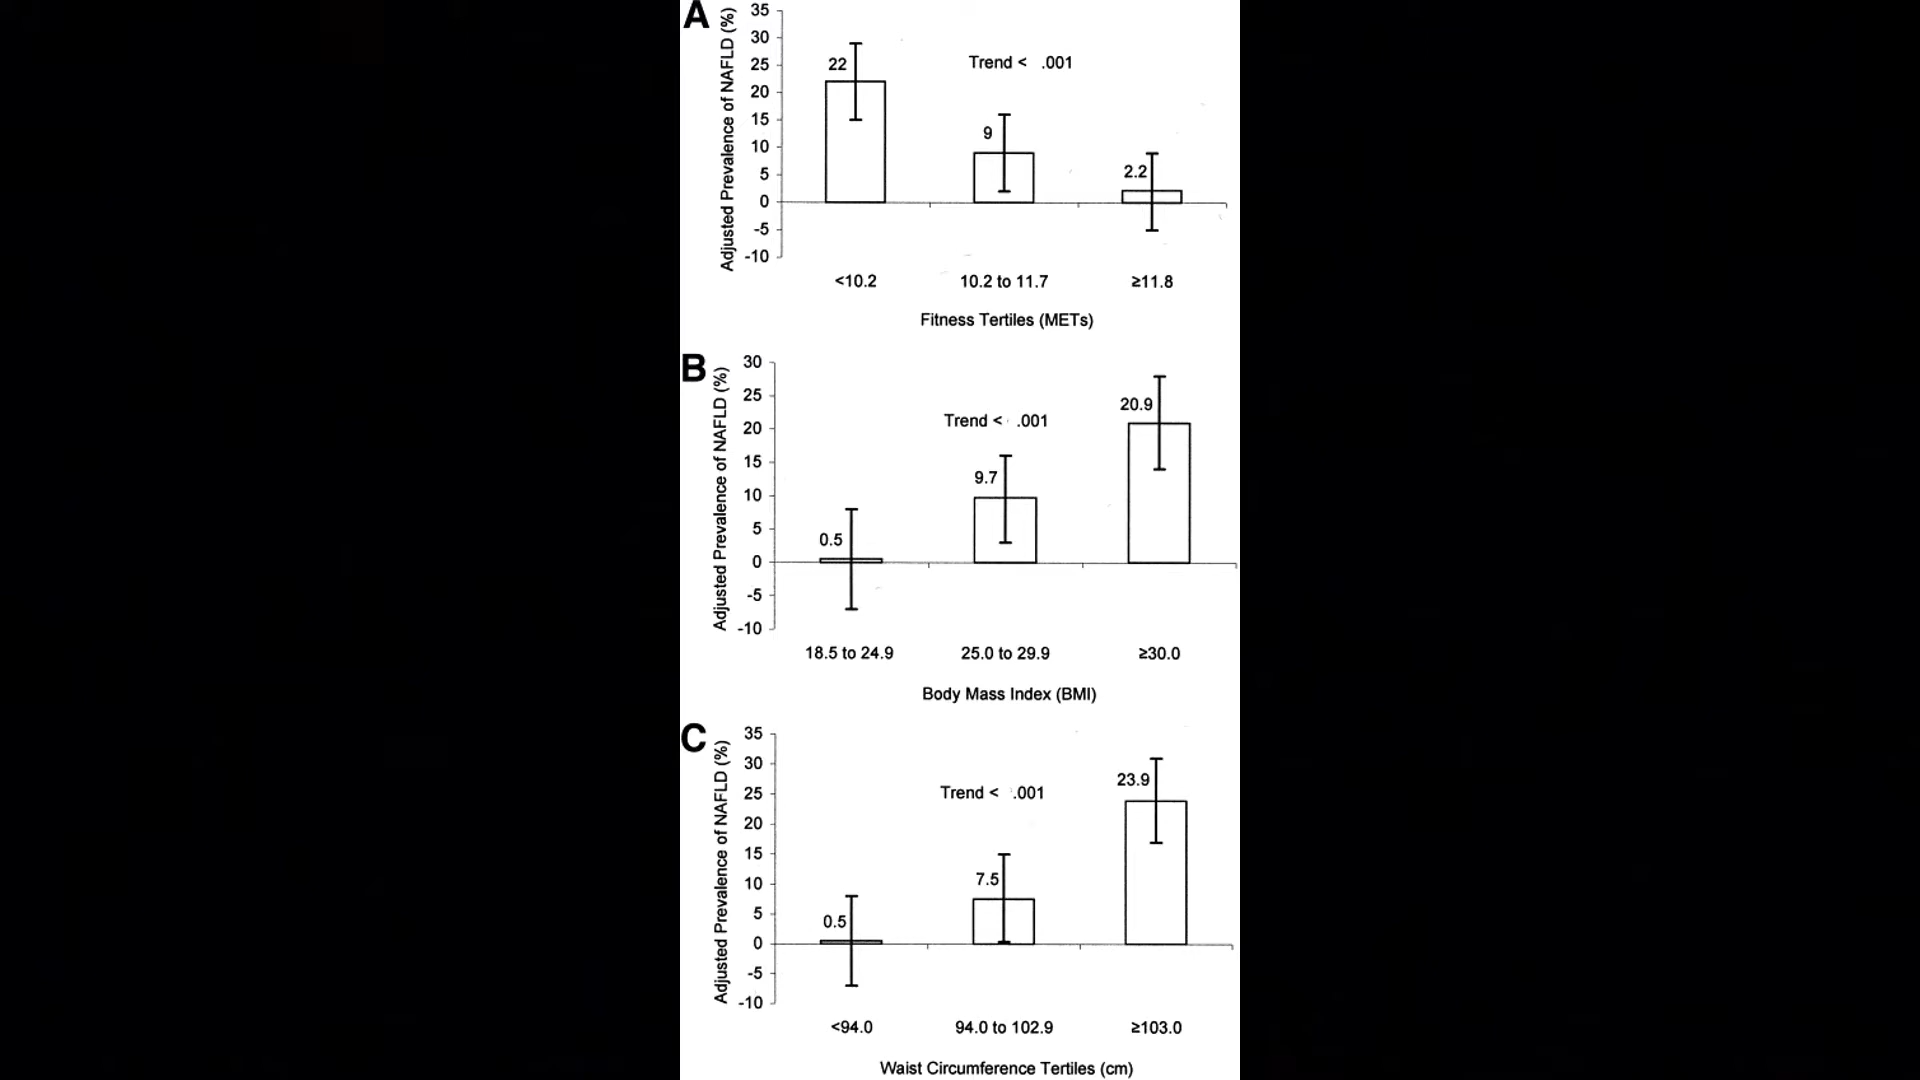 A
Adjusted Prevalence of NAFLD (%)
35
30
25
20
15
10
5
0
-5
-10
22
9
2.2
Trend < .001
<10.2
10.2 to 11.7
≥11.8
Fitness Tertiles (METs)
B
Adjusted Prevalence of NAFLD (%)
30
25
20
15
10
5
0
-5
-10
0.5
9.7
20.9
Trend < .001
18.5 to 24.9
25.0 to 29.9
≥30.0
Body Mass Index (BMI)
C
Adjusted Prevalence of NAFLD (%)
35
30
25
20
15
10
5
0
-5
-10
0.5
7.5
23.9
Trend < .001
<94.0
94.0 to 102.9
≥103.0
Waist Circumference Tertiles (cm)